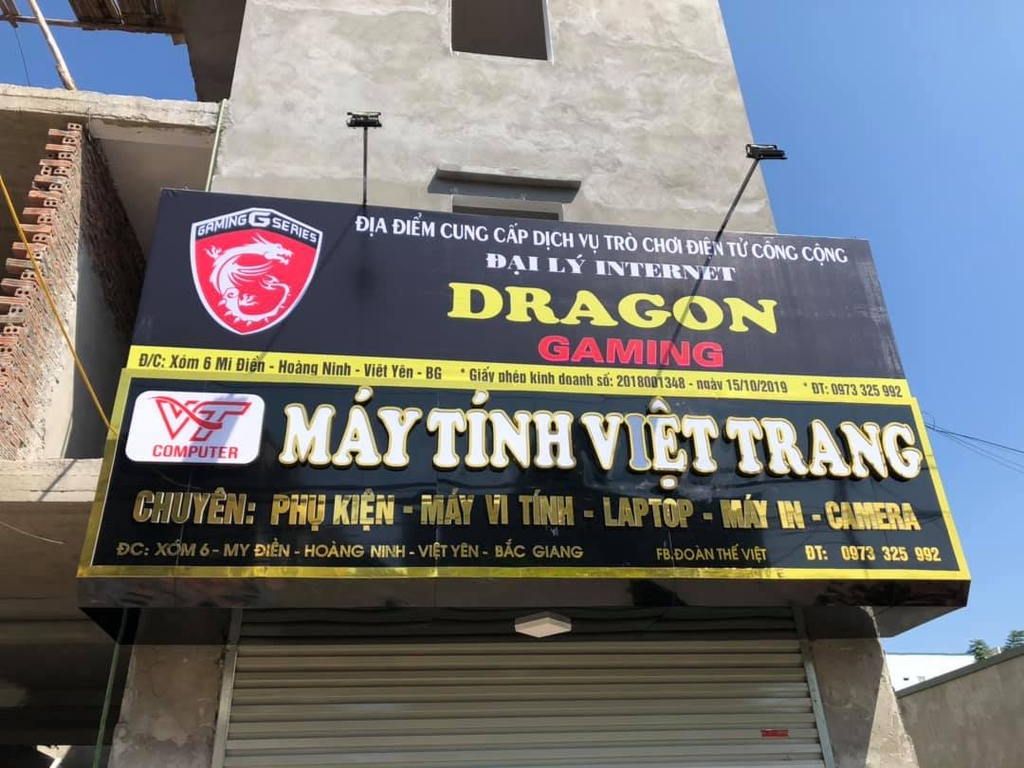 GAMING G SERIES
ĐỊA ĐIỂM CUNG CẤP DỊCH VỤ TRÒ CHƠI ĐIỆN TỬ CÔNG CỘNG
ĐẠI LÝ INTERNET
DRAGON
GAMING
Đ/C: Xóm 6 Mi Điền - Hoàng Ninh - Việt Yên - BG * Giấy phép kinh doanh số: 2018001348 - ngày 15/10/2019 * ĐT: 0973 325 992
VT
COMPUTER
MÁY TÍNH VIỆT TRANG
CHUYÊN: PHỤ KIỆN - MÁY VI TÍNH - LAPTOP - MÁY IN - CAMERA
ĐC: XÓM 6 - MY ĐIỀN - HOÀNG NINH - VIỆT YÊN - BẮC GIANG FB.ĐOÀN THẾ VIỆT ĐT: 0973 325 992